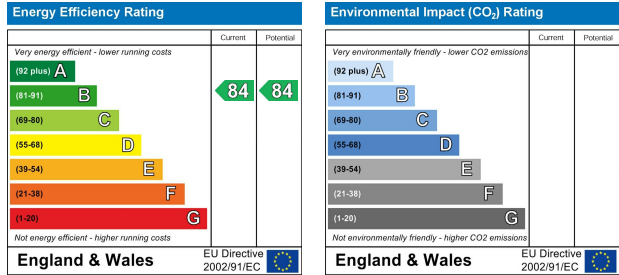 Energy Efficiency Rating
Current Potential
Very energy efficient - lower running costs
(92 plus) A
(81-91) B 84 84
(69-80) C
(55-68) D
(39-54) E
(21-38) F
(1-20) G
Not energy efficient - higher running costs
England & Wales EU Directive 2002/91/EC
Environmental Impact (CO₂) Rating
Current Potential
Very environmentally friendly - lower CO2 emissions
(92 plus) A
(81-91) B
(69-80) C
(55-68) D
(39-54) E
(21-38) F
(1-20) G
Not environmentally friendly - higher CO2 emissions
England & Wales EU Directive 2002/91/EC